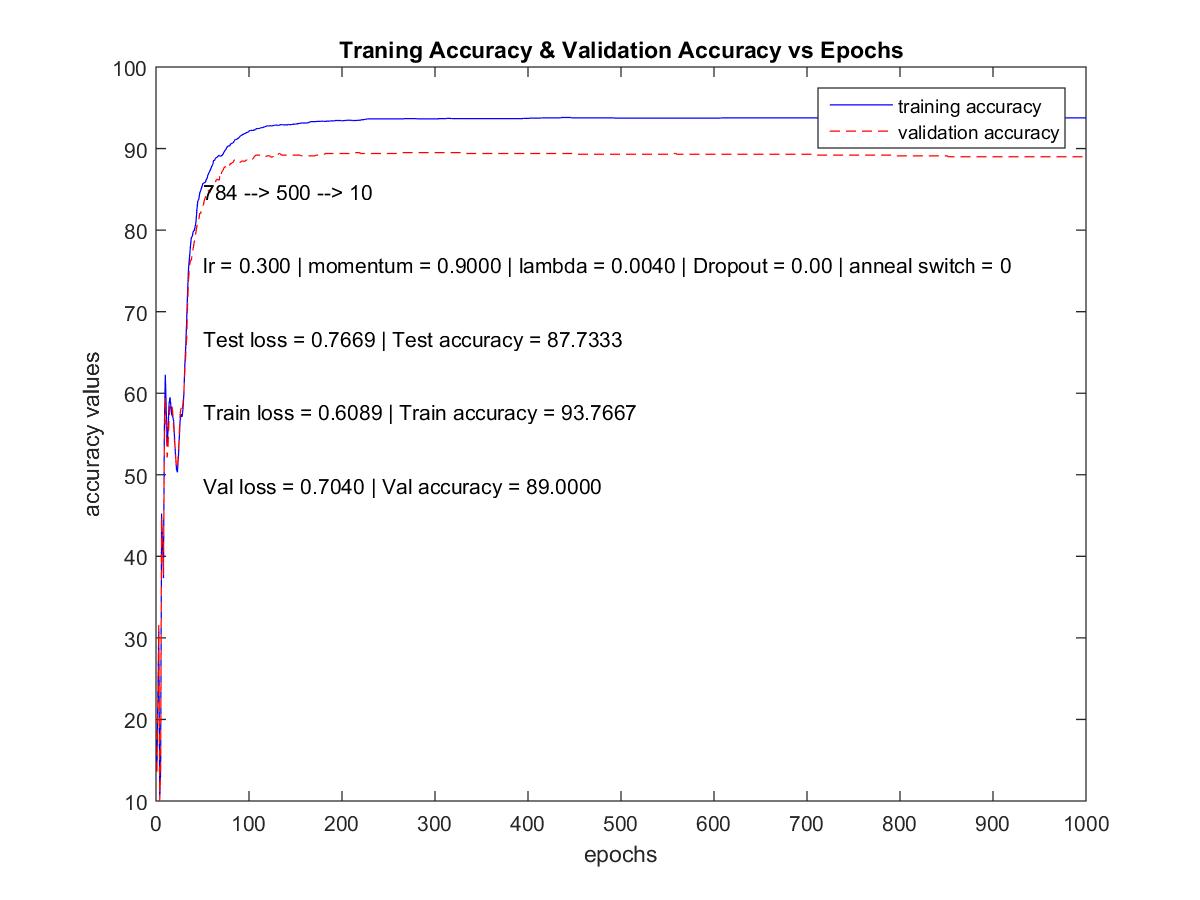 Traning Accuracy & Validation Accuracy vs Epochs
100
90
80
70
60
50
40
30
20
10
accuracy values
training accuracy
validation accuracy
784 --> 500 --> 10
lr = 0.300 | momentum = 0.9000 | lambda = 0.0040 | Dropout = 0.00 | anneal switch = 0
Test loss = 0.7669 | Test accuracy = 87.7333
Train loss = 0.6089 | Train accuracy = 93.7667
Val loss = 0.7040 | Val accuracy = 89.0000
0 100 200 300 400 500 600 700 800 900 1000
epochs